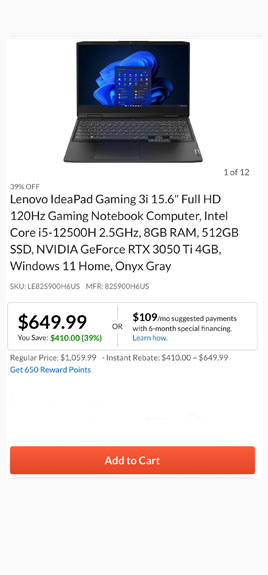 1 of 12
39% OFF
Lenovo IdeaPad Gaming 3i 15.6" Full HD
120Hz Gaming Notebook Computer, Intel
Core i5-12500H 2.5GHz, 8GB RAM, 512GB
SSD, NVIDIA GeForce RTX 3050 Ti 4GB,
Windows 11 Home, Onyx Gray
SKU: LE82S900H6US MFR: 82S900H6US
$649.99
You Save: $410.00 (39%)
OR
$109/mo suggested payments
with 6-month special financing.
Learn how.
Regular Price: $1,059.99 - Instant Rebate: $410.00 = $649.99
Get 650 Reward Points
Add to Cart